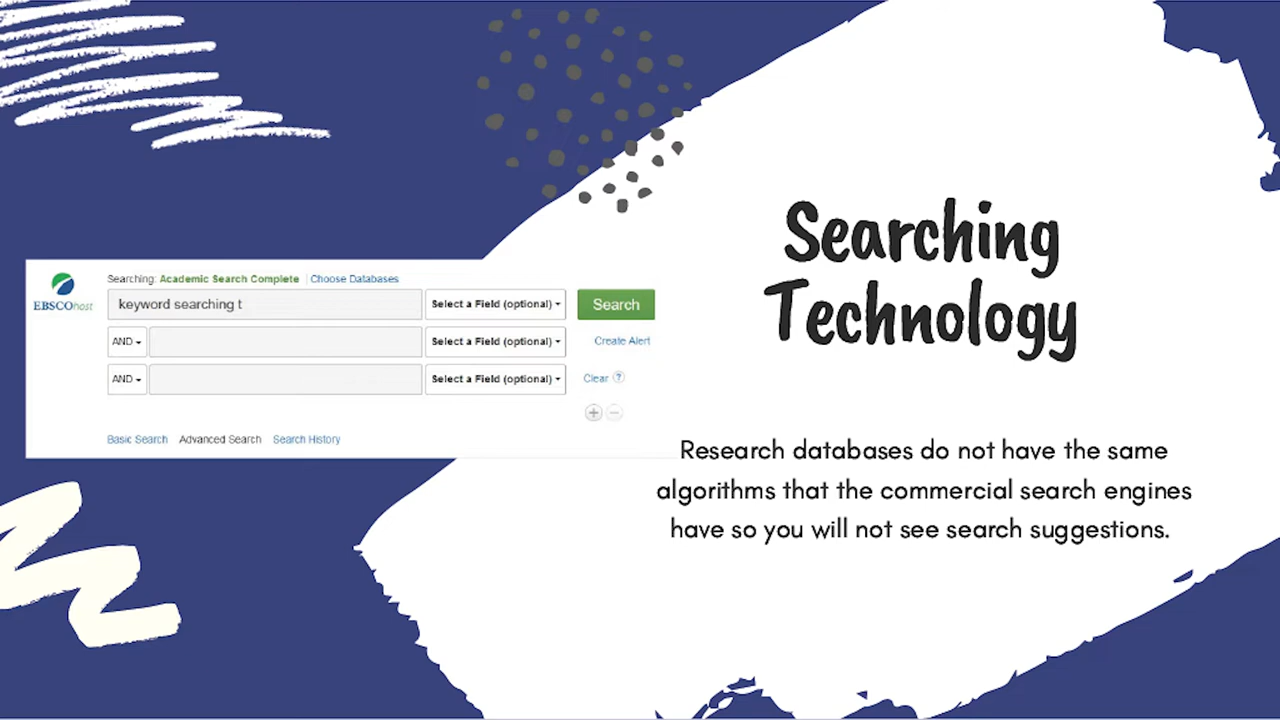 Searching
Technology
Searching: Academic Search Complete Choose Databases
EBSCOhost
keyword searching t
Select a Field (optional)
Search
AND
Select a Field (optional)
Create Alert
AND
Select a Field (optional)
Clear ?
Basic Search Advanced Search Search History
Research databases do not have the same
algorithms that the commercial search engines
have so you will not see search suggestions.